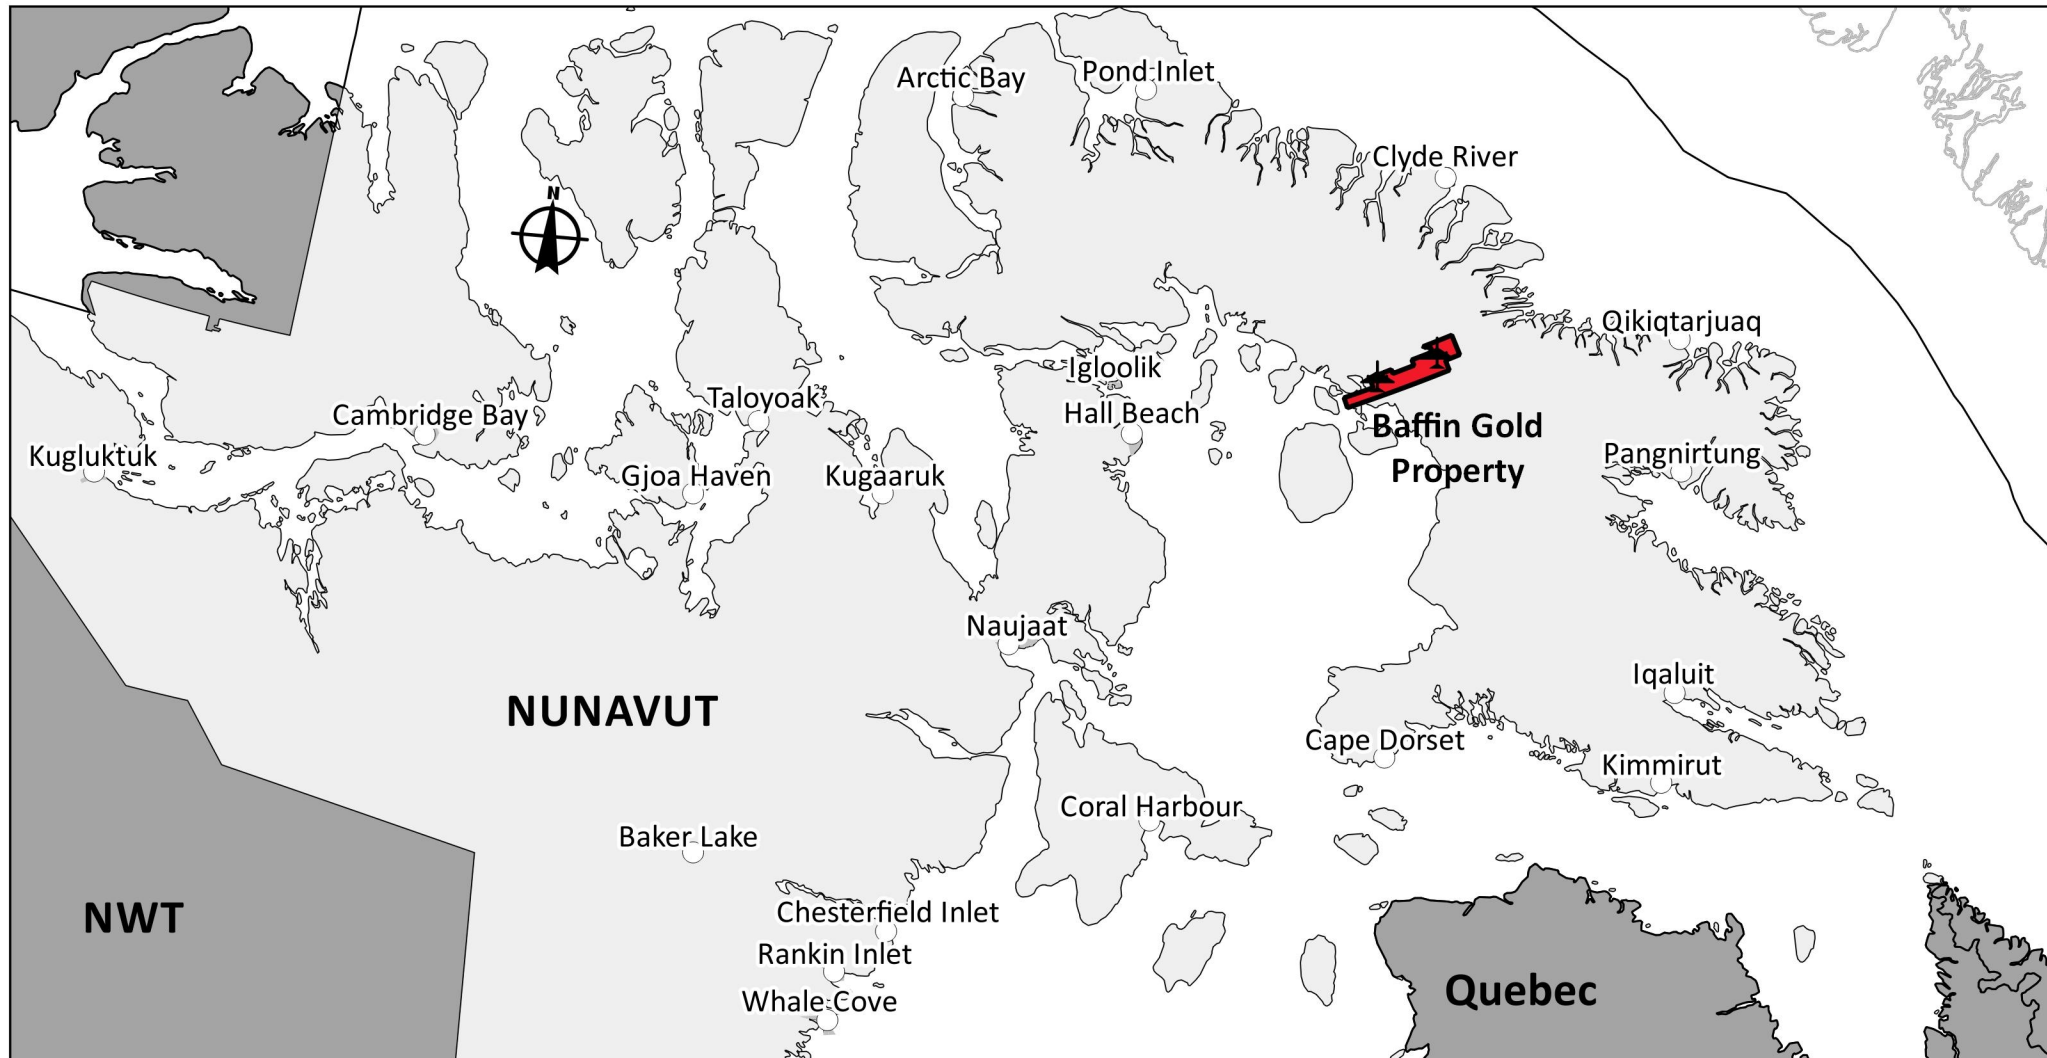 Arctic Bay
Pond Inlet
Clyde River
N
Qikiqtarjuaq
Igloolik
Taloyoak
Hall Beach
Cambridge Bay
Baffin Gold
Property
Kugluktuk
Gjoa Haven
Kugaaruk
Pangnirtung
Naujaat
Iqaluit
NUNAVUT
Cape Dorset
Kimmirut
Coral Harbour
Baker Lake
NWT
Chesterfield Inlet
Rankin Inlet
Whale Cove
Quebec